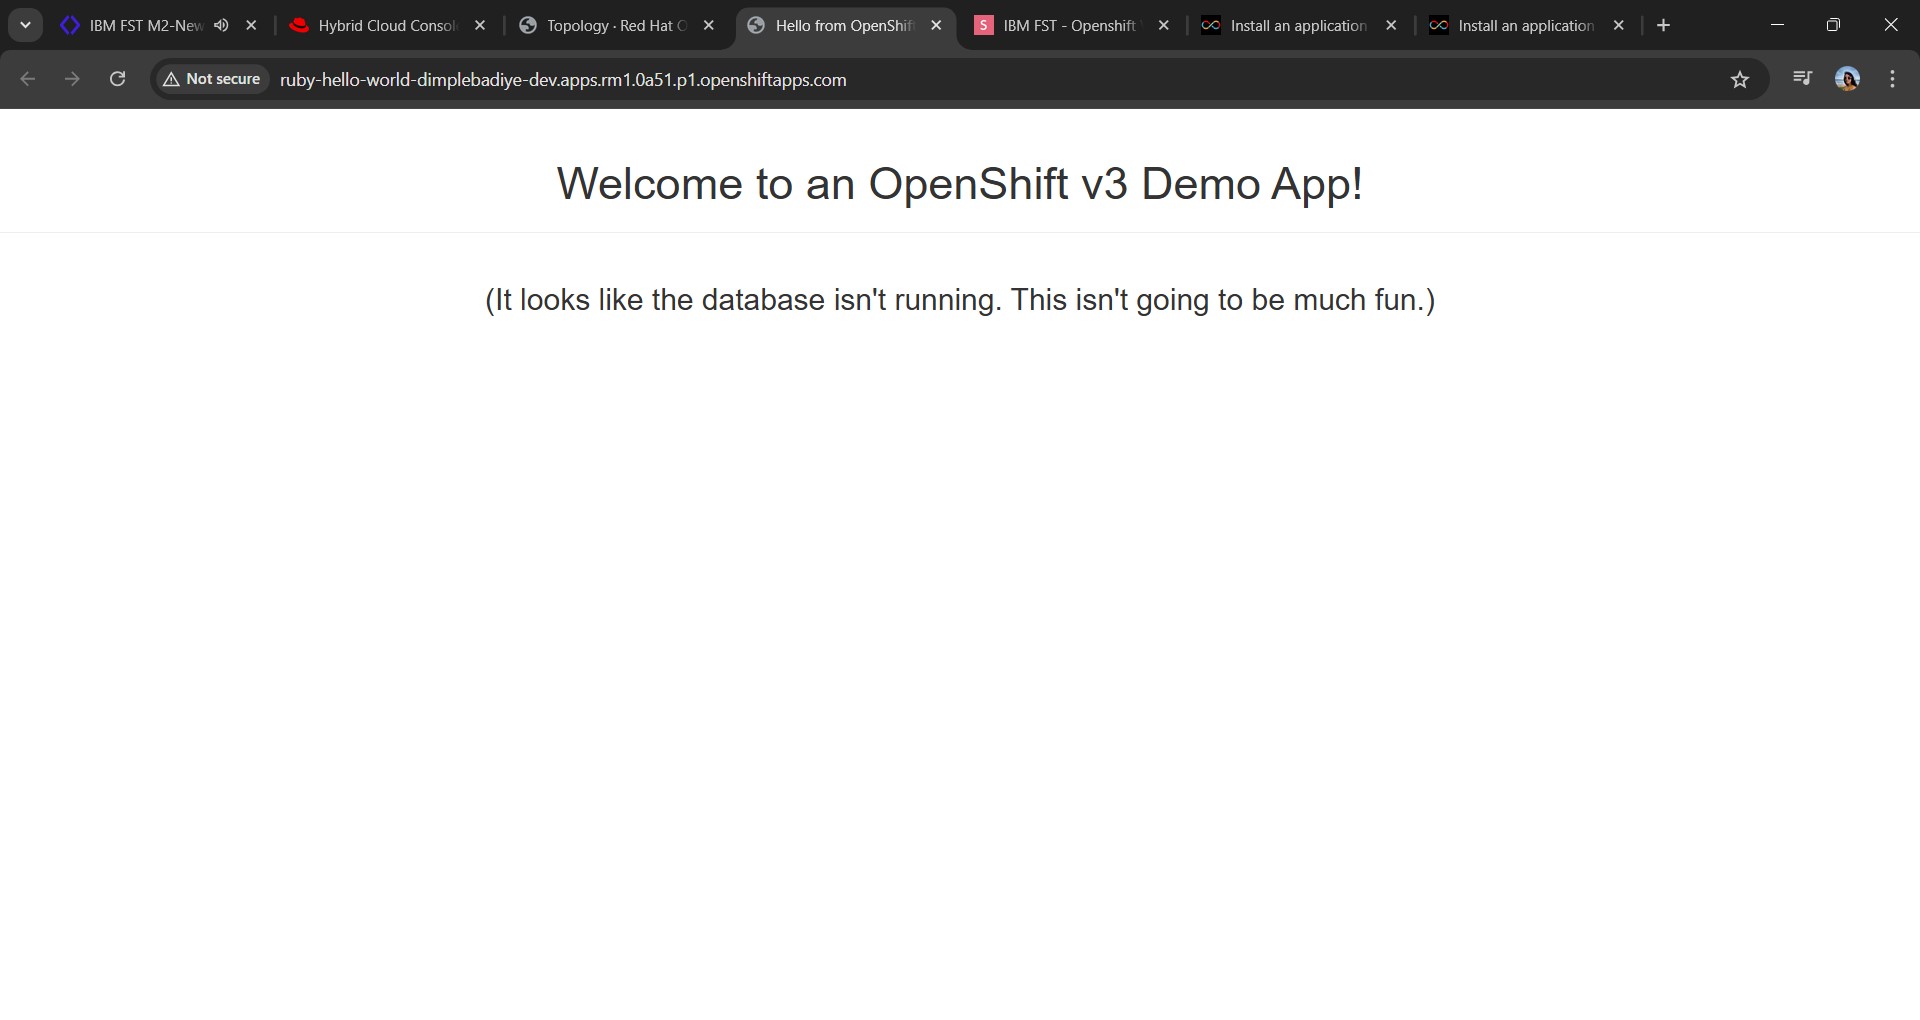 IBM FST M2-New
Hybrid Cloud Consol
Topology · Red Hat O
Hello from OpenShif
IBM FST - Openshift
Install an application
Install an application
Not secure
ruby-hello-world-dimplebadiye-dev.apps.rm1.0a51.p1.openshiftapps.com
Welcome to an OpenShift v3 Demo App!
(It looks like the database isn't running. This isn't going to be much fun.)